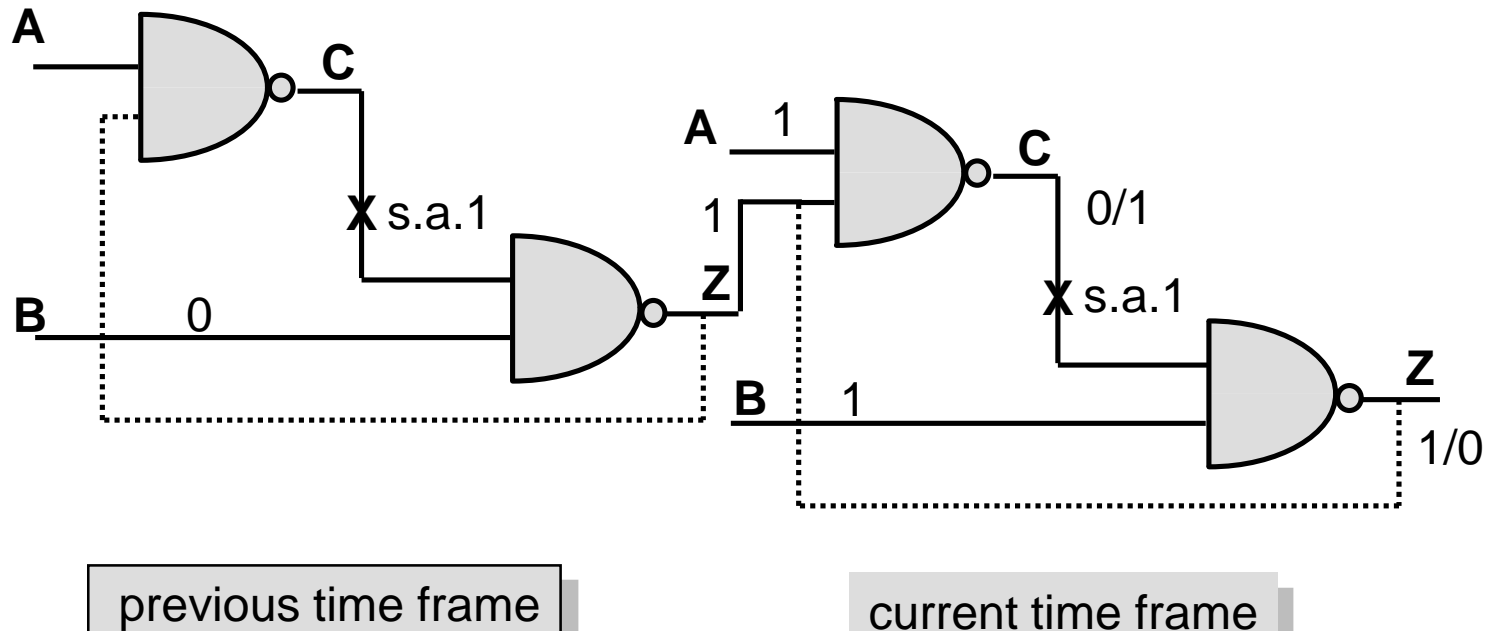 A
C
X s.a.1
B
0
Z
1
A
1
C
0/1
X s.a.1
B
1
Z
1/0
previous time frame
current time frame